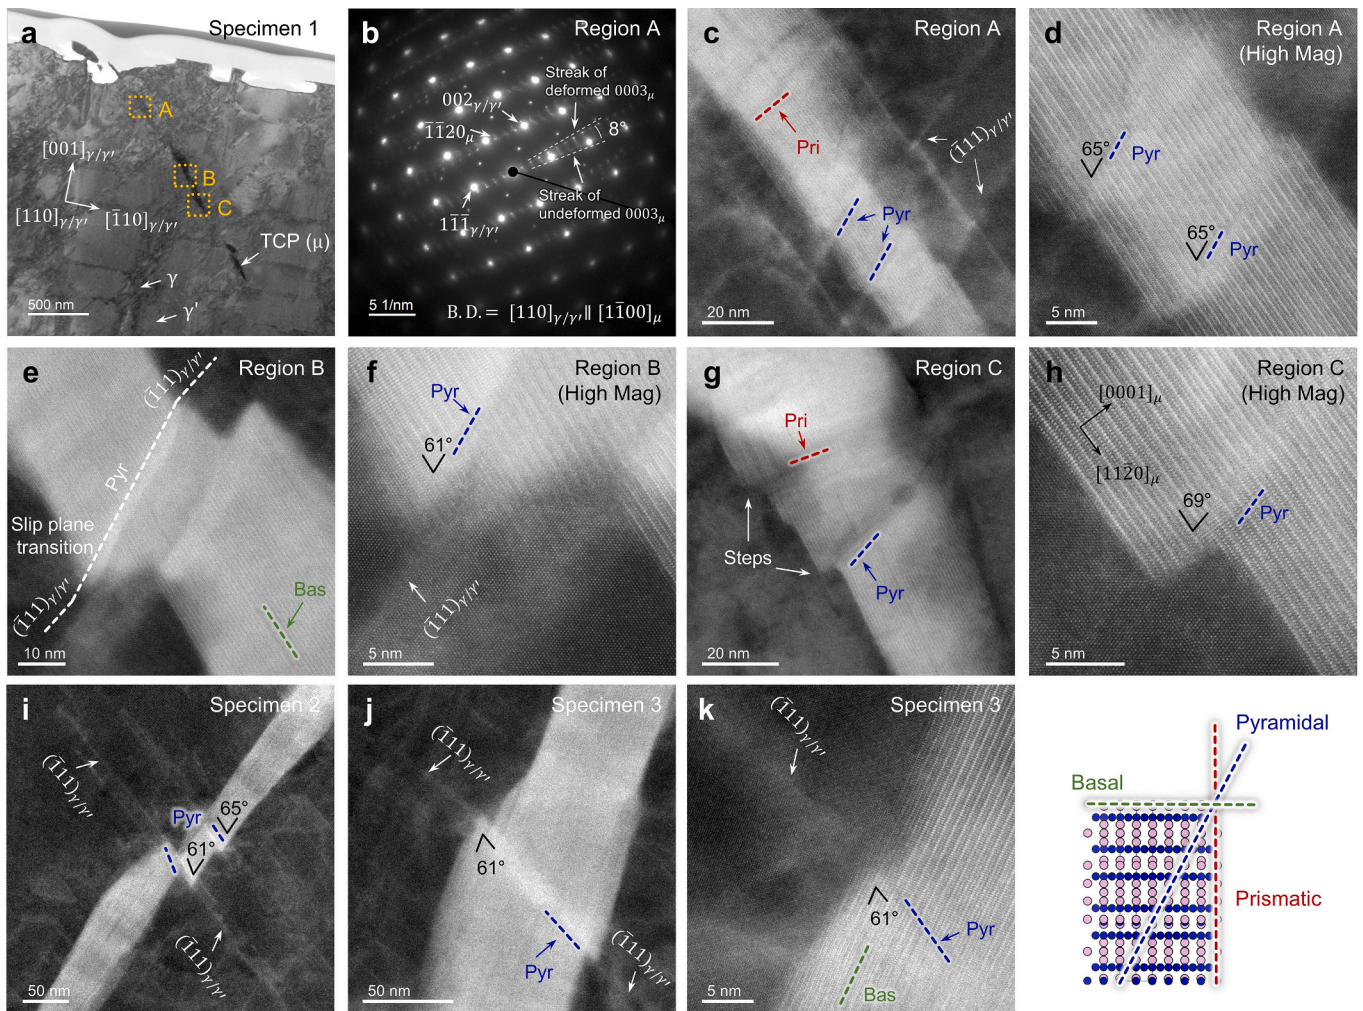 a
Specimen 1
A
B
C
[001]γ/γ′
[110]γ/γ′
[1̄10]γ/γ′
TCP (μ)
γ
γ'
500 nm
b
Region A
Streak of
deformed 0003μ
002γ/γ′
1̄1̄20μ
8°
Streak of
undeformed 0003μ
11̄1̄γ/γ′
5 1/nm
B.D.= [110]γ/γ′ ∥ [11̄00]μ
c
Region A
Pri
(1̄11)γ/γ′
Pyr
20 nm
d
Region A
(High Mag)
65°
Pyr
65°
Pyr
5 nm
e
Region B
(1̄11)γ/γ′
Pyr
Slip plane
transition
(1̄11)γ/γ′
Bas
10 nm
f
Region B
(High Mag)
Pyr
61°
(1̄11)γ/γ′
5 nm
g
Region C
Pri
Steps
Pyr
20 nm
h
Region C
(High Mag)
[0001]μ
[112̄0]μ
69°
Pyr
5 nm
i
Specimen 2
(1̄11)γ/γ′
Pyr
65°
61°
(1̄11)γ/γ′
50 nm
j
Specimen 3
(1̄11)γ/γ′
61°
Pyr
(1̄11)γ/γ′
50 nm
k
Specimen 3
(1̄11)γ/γ′
61°
Pyr
Bas
5 nm
Pyramidal
Basal
Prismatic